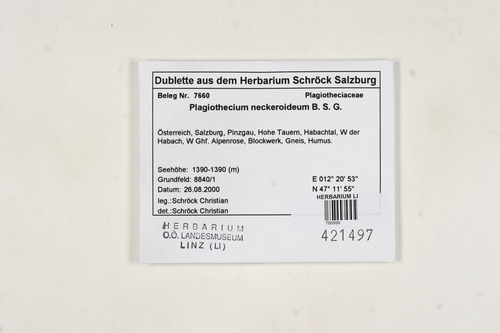 Dublette aus dem Herbarium Schröck Salzburg
Beleg Nr. 7660 Plagiotheciaceae
Plagiothecium neckeroideum B. S. G.
Österreich, Salzburg, Pinzgau, Hohe Tauern, Habachtal, W der
Habach, W Ghf. Alpenrose, Blockwerk, Gneis, Humus.
Seehöhe: 1390-1390 (m)
Grundfeld: 8840/1 E 012° 20' 53"
Datum: 26.08.2000 N 47° 11' 55"
leg.:Schröck Christian HERBARIUM LI
det.:Schröck Christian
HERBARIUM
O.Ö. LANDESMUSEUM
LINZ (LI)
421497